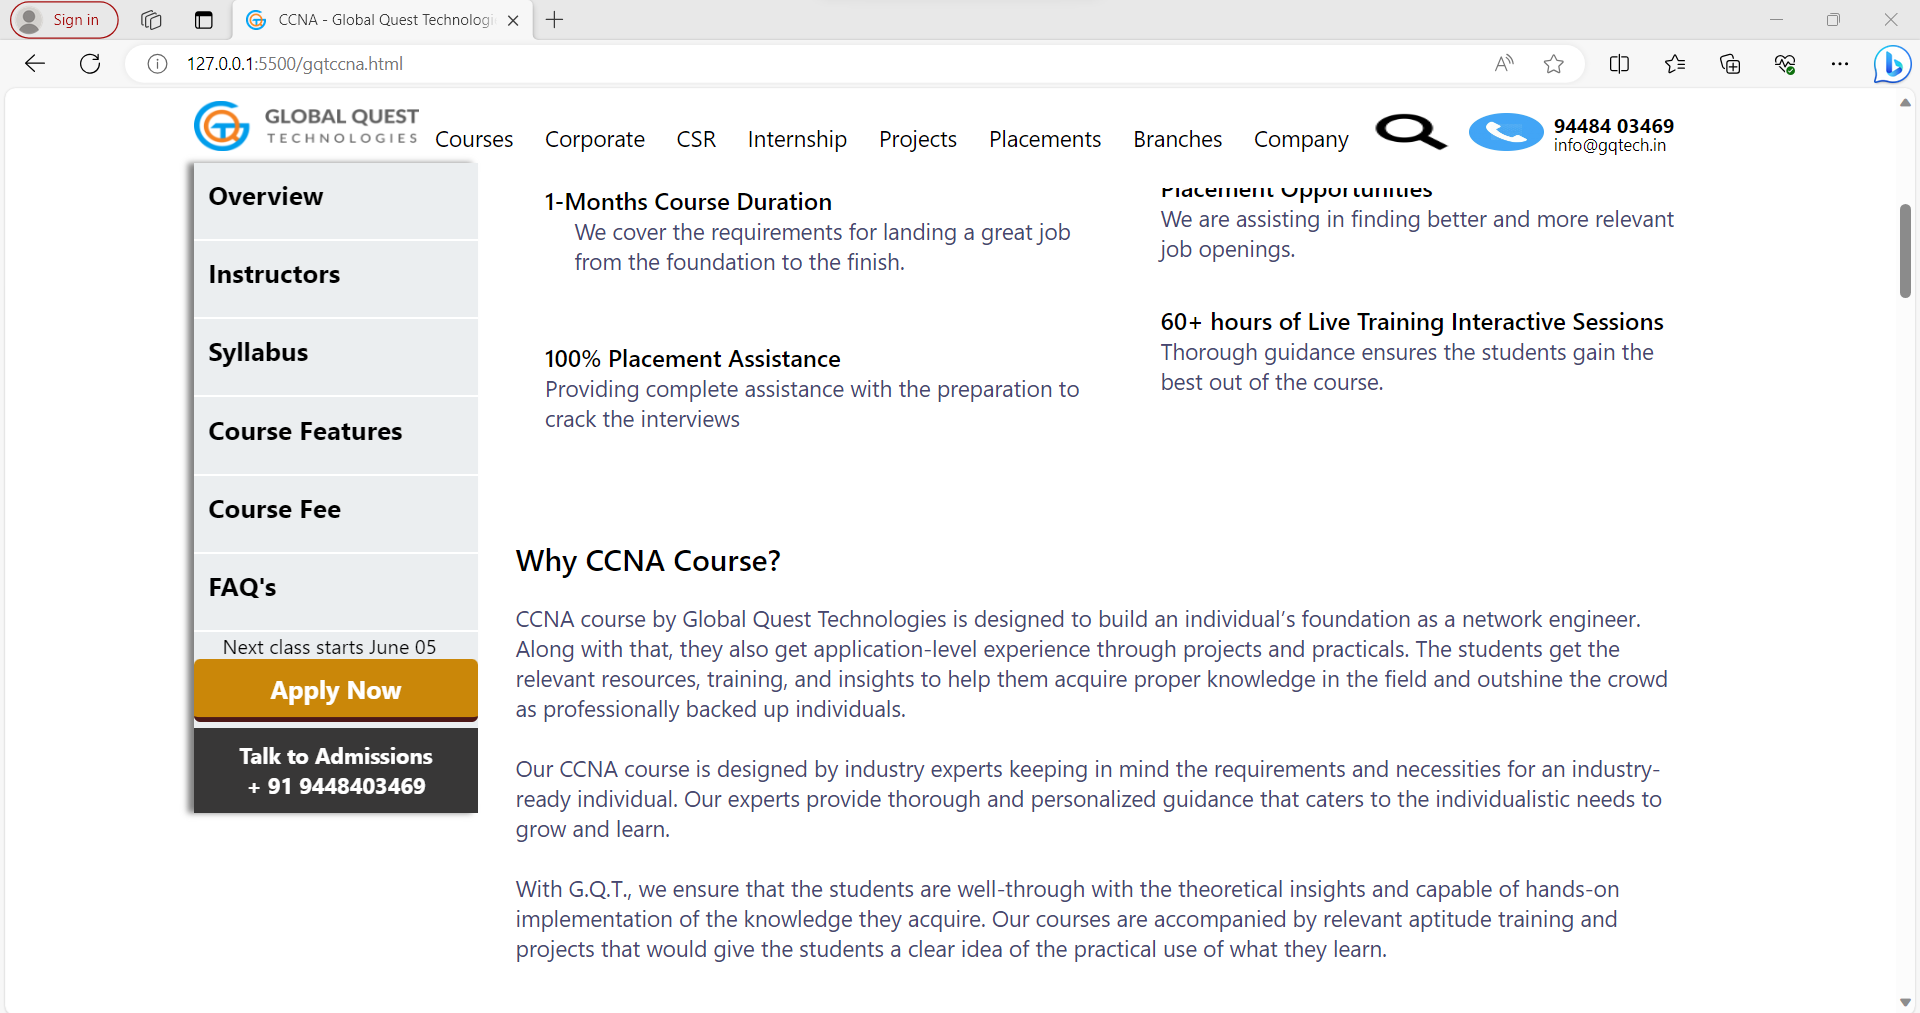 Sign in
CCNA - Global Quest Technologi
127.0.0.1:5500/gqtccna.html
GLOBAL QUEST
TECHNOLOGIES
Courses Corporate CSR Internship Projects Placements Branches Company
94484 03469
info@gqtech.in
Overview
Instructors
Syllabus
Course Features
Course Fee
FAQ's
Next class starts June 05
Apply Now
Talk to Admissions
+ 91 9448403469
1-Months Course Duration
We cover the requirements for landing a great job
from the foundation to the finish.
100% Placement Assistance
Providing complete assistance with the preparation to
crack the interviews
Placement Opportunities
We are assisting in finding better and more relevant
job openings.
60+ hours of Live Training Interactive Sessions
Thorough guidance ensures the students gain the
best out of the course.
Why CCNA Course?
CCNA course by Global Quest Technologies is designed to build an individual’s foundation as a network engineer.
Along with that, they also get application-level experience through projects and practicals. The students get the
relevant resources, training, and insights to help them acquire proper knowledge in the field and outshine the crowd
as professionally backed up individuals.
Our CCNA course is designed by industry experts keeping in mind the requirements and necessities for an industry-
ready individual. Our experts provide thorough and personalized guidance that caters to the individualistic needs to
grow and learn.
With G.Q.T., we ensure that the students are well-through with the theoretical insights and capable of hands-on
implementation of the knowledge they acquire. Our courses are accompanied by relevant aptitude training and
projects that would give the students a clear idea of the practical use of what they learn.